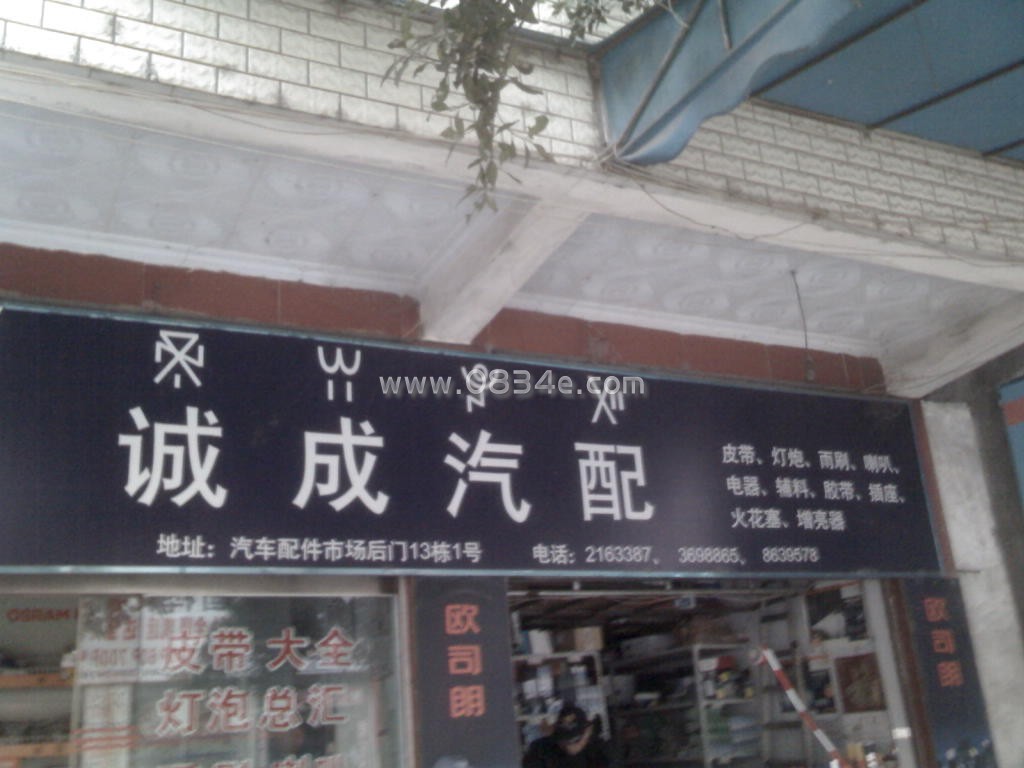 www.0834e.com
诚成汽配
皮带、灯炮、雨刷、喇叭、
电器、辅料、胶带、插座、
火花塞、增亮器
地址：汽车配件市场后门13栋1号 电话：2163387、 3698865、 8639578
OSRAM
皮带大全
灯泡总汇
欧司朗
欧司朗